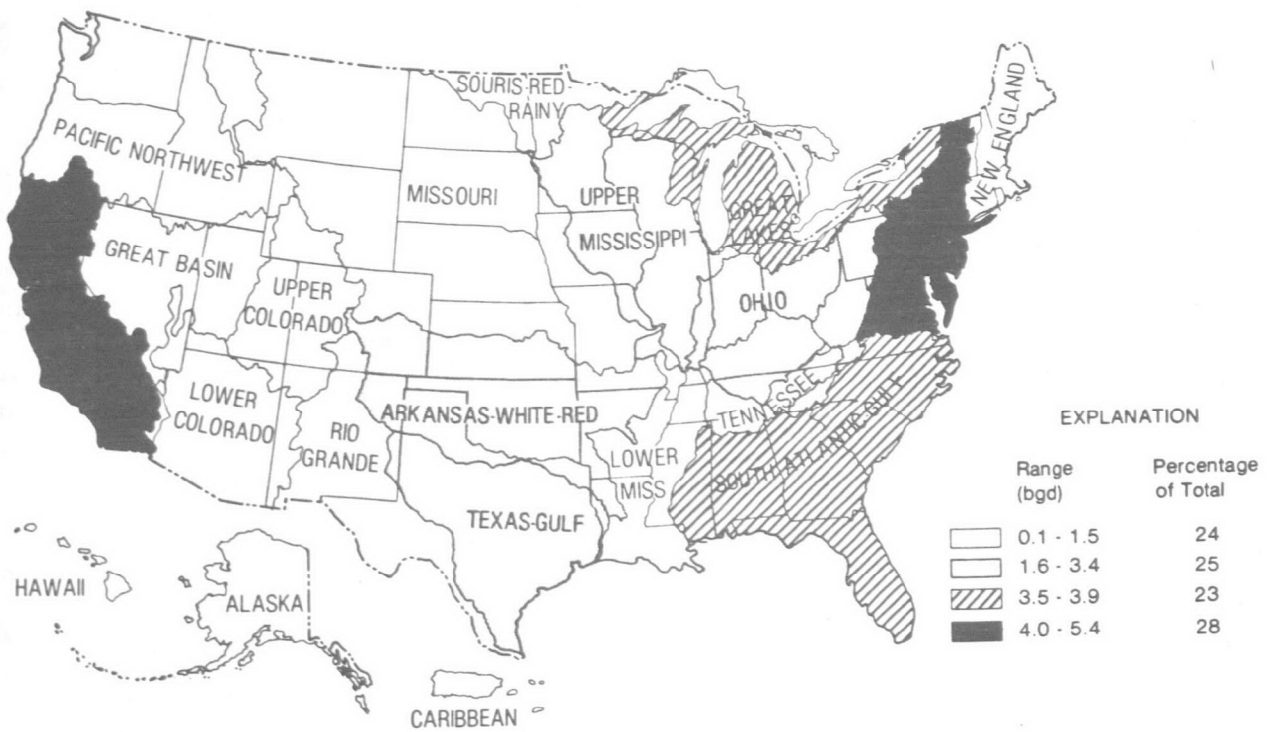 SOURIS-RED
RAINY
NEW ENGLAND
PACIFIC NORTHWEST
MISSOURI
UPPER
MISSISSIPPI
GREAT
LAKES
GREAT BASIN
UPPER
COLORADO
OHIO
LOWER
COLORADO
RIO
GRANDE
ARKANSAS-WHITE-RED
TENNESSEE
SOUTH ATLANTIC-GULF
LOWER
MISS
TEXAS-GULF
HAWAII
ALASKA
CARIBBEAN
EXPLANATION
Range Percentage
(bgd) of Total
0.1 - 1.5 24
1.6 - 3.4 25
3.5 - 3.9 23
4.0 - 5.4 28